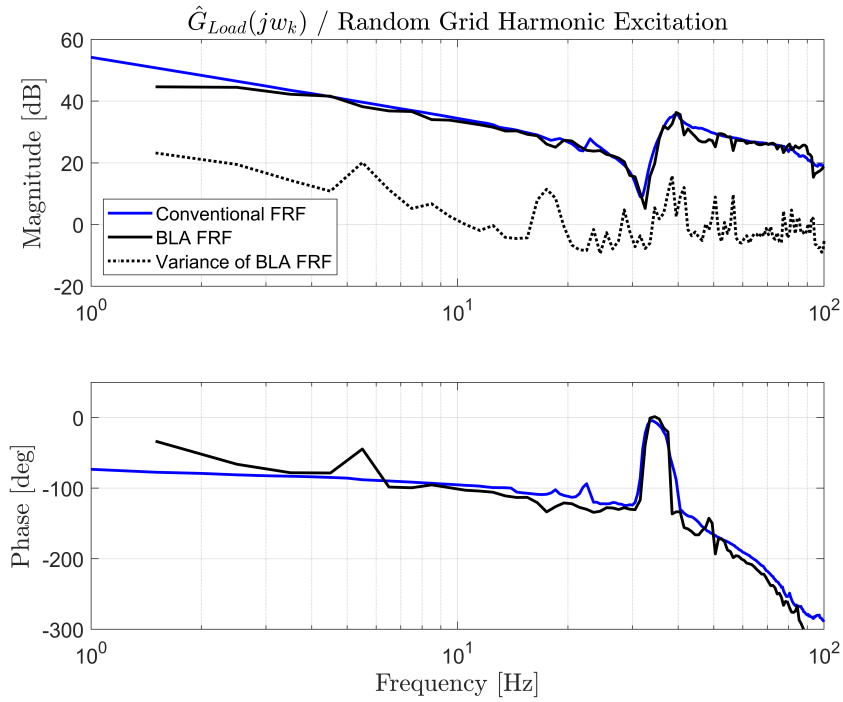 Ĝ_Load(jw_k) / Random Grid Harmonic Excitation
Magnitude [dB]
60
40
20
0
-20
Conventional FRF
BLA FRF
Variance of BLA FRF
10^0 10^1 10^2
Phase [deg]
0
-100
-200
-300
10^0 10^1 10^2
Frequency [Hz]